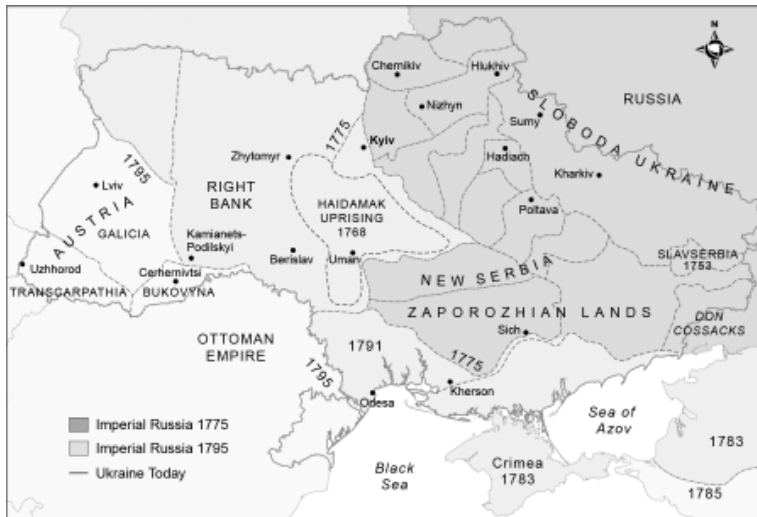 N
Chernikiv
Hlukhiv
RUSSIA
Nizhyn
SLOBODA UKRAINE
Sumy
1775
Kyiv
Zhytomyr
Hadiach
1795
Kharkiv
Lviv
RIGHT
BANK
HAIDAMAK
UPRISING
1768
Poltava
AUSTRIA
GALICIA
Kamianets-
Podilskyi
Berislav
Uman
SLAVSERBIA
1753
Uzhhorod
Cerhernivtsi
NEW SERBIA
TRANSCARPATHIA
BUKOVYNA
ZAPOROZHIAN LANDS
DON
COSSACKS
Sich
OTTOMAN
EMPIRE
1791
1775
1795
Kherson
Odesa
Sea of
Azov
Imperial Russia 1775
Imperial Russia 1795
Ukraine Today
Black
Sea
Crimea
1783
1783
1785